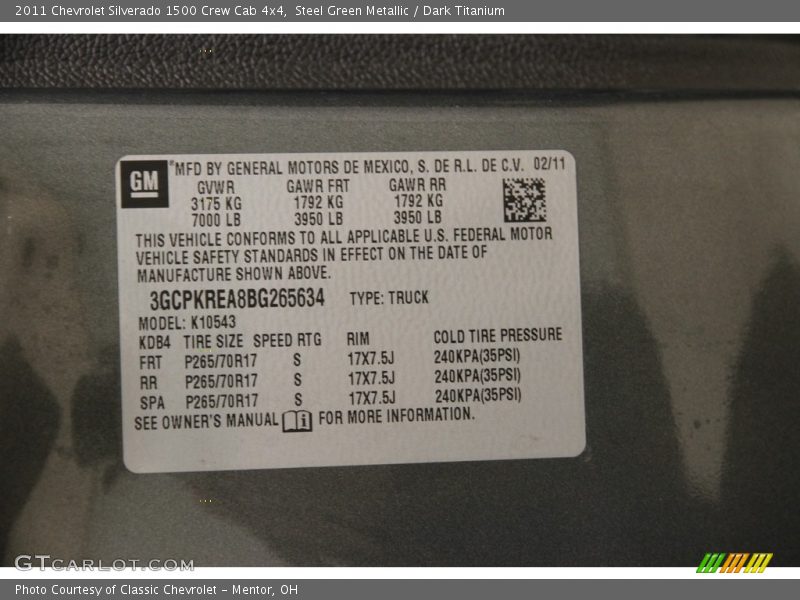 2011 Chevrolet Silverado 1500 Crew Cab 4x4, Steel Green Metallic / Dark Titanium
GM ® MFD BY GENERAL MOTORS DE MEXICO, S. DE R.L. DE C.V. 02/11
GVWR GAWR FRT GAWR RR
3175 KG 1792 KG 1792 KG
7000 LB 3950 LB 3950 LB
THIS VEHICLE CONFORMS TO ALL APPLICABLE U.S. FEDERAL MOTOR
VEHICLE SAFETY STANDARDS IN EFFECT ON THE DATE OF
MANUFACTURE SHOWN ABOVE.
3GCPKREA8BG265634 TYPE: TRUCK
MODEL: K10543
KDB4 TIRE SIZE SPEED RTG RIM COLD TIRE PRESSURE
FRT P265/70R17 S 17X7.5J 240KPA(35PSI)
RR P265/70R17 S 17X7.5J 240KPA(35PSI)
SPA P265/70R17 S 17X7.5J 240KPA(35PSI)
SEE OWNER'S MANUAL i FOR MORE INFORMATION.
GTCARLOT.COM
Photo Courtesy of Classic Chevrolet - Mentor, OH